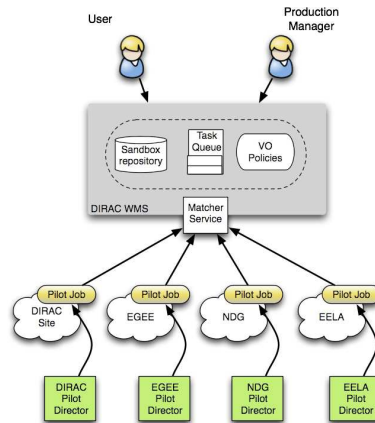 User
Production
Manager
Sandbox
repository
Task
Queue
VO
Policies
DIRAC WMS
Matcher
Service
Pilot Job
Pilot Job
Pilot Job
Pilot Job
DIRAC
Site
EGEE
NDG
EELA
DIRAC
Pilot
Director
EGEE
Pilot
Director
NDG
Pilot
Director
EELA
Pilot
Director